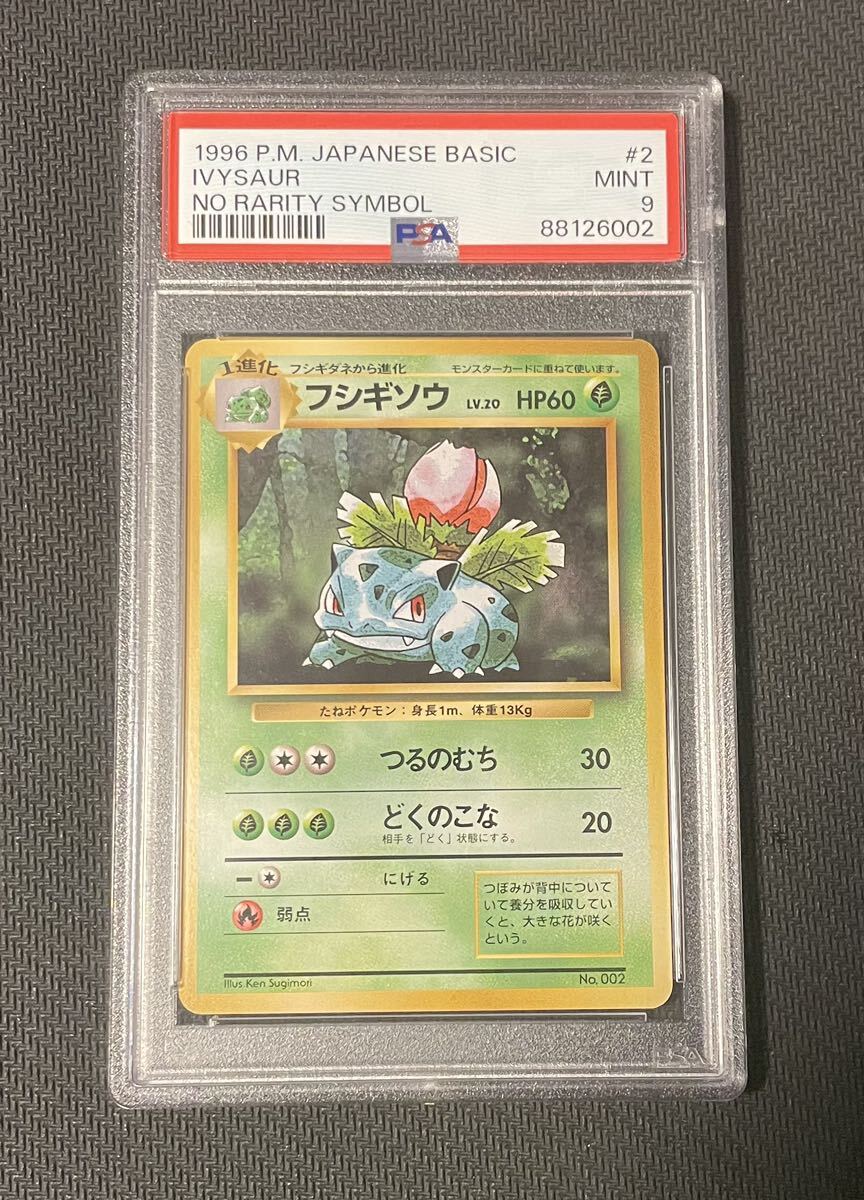 1996 P.M. JAPANESE BASIC #2
IVYSAUR MINT
NO RARITY SYMBOL 9
PSA 88126002
1進化 フシギダネから進化 モンスターカードに重ねて使います。
フシギソウ LV.20 HP60
たねポケモン：身長1m、体重13Kg
つるのむち 30
どくのこな 20
相手を「どく」状態にする。
ー にげる
弱点
つぼみが背中についていて養分を吸収していくと、大きな花が咲くという。
Illus. Ken Sugimori No. 002
PSA